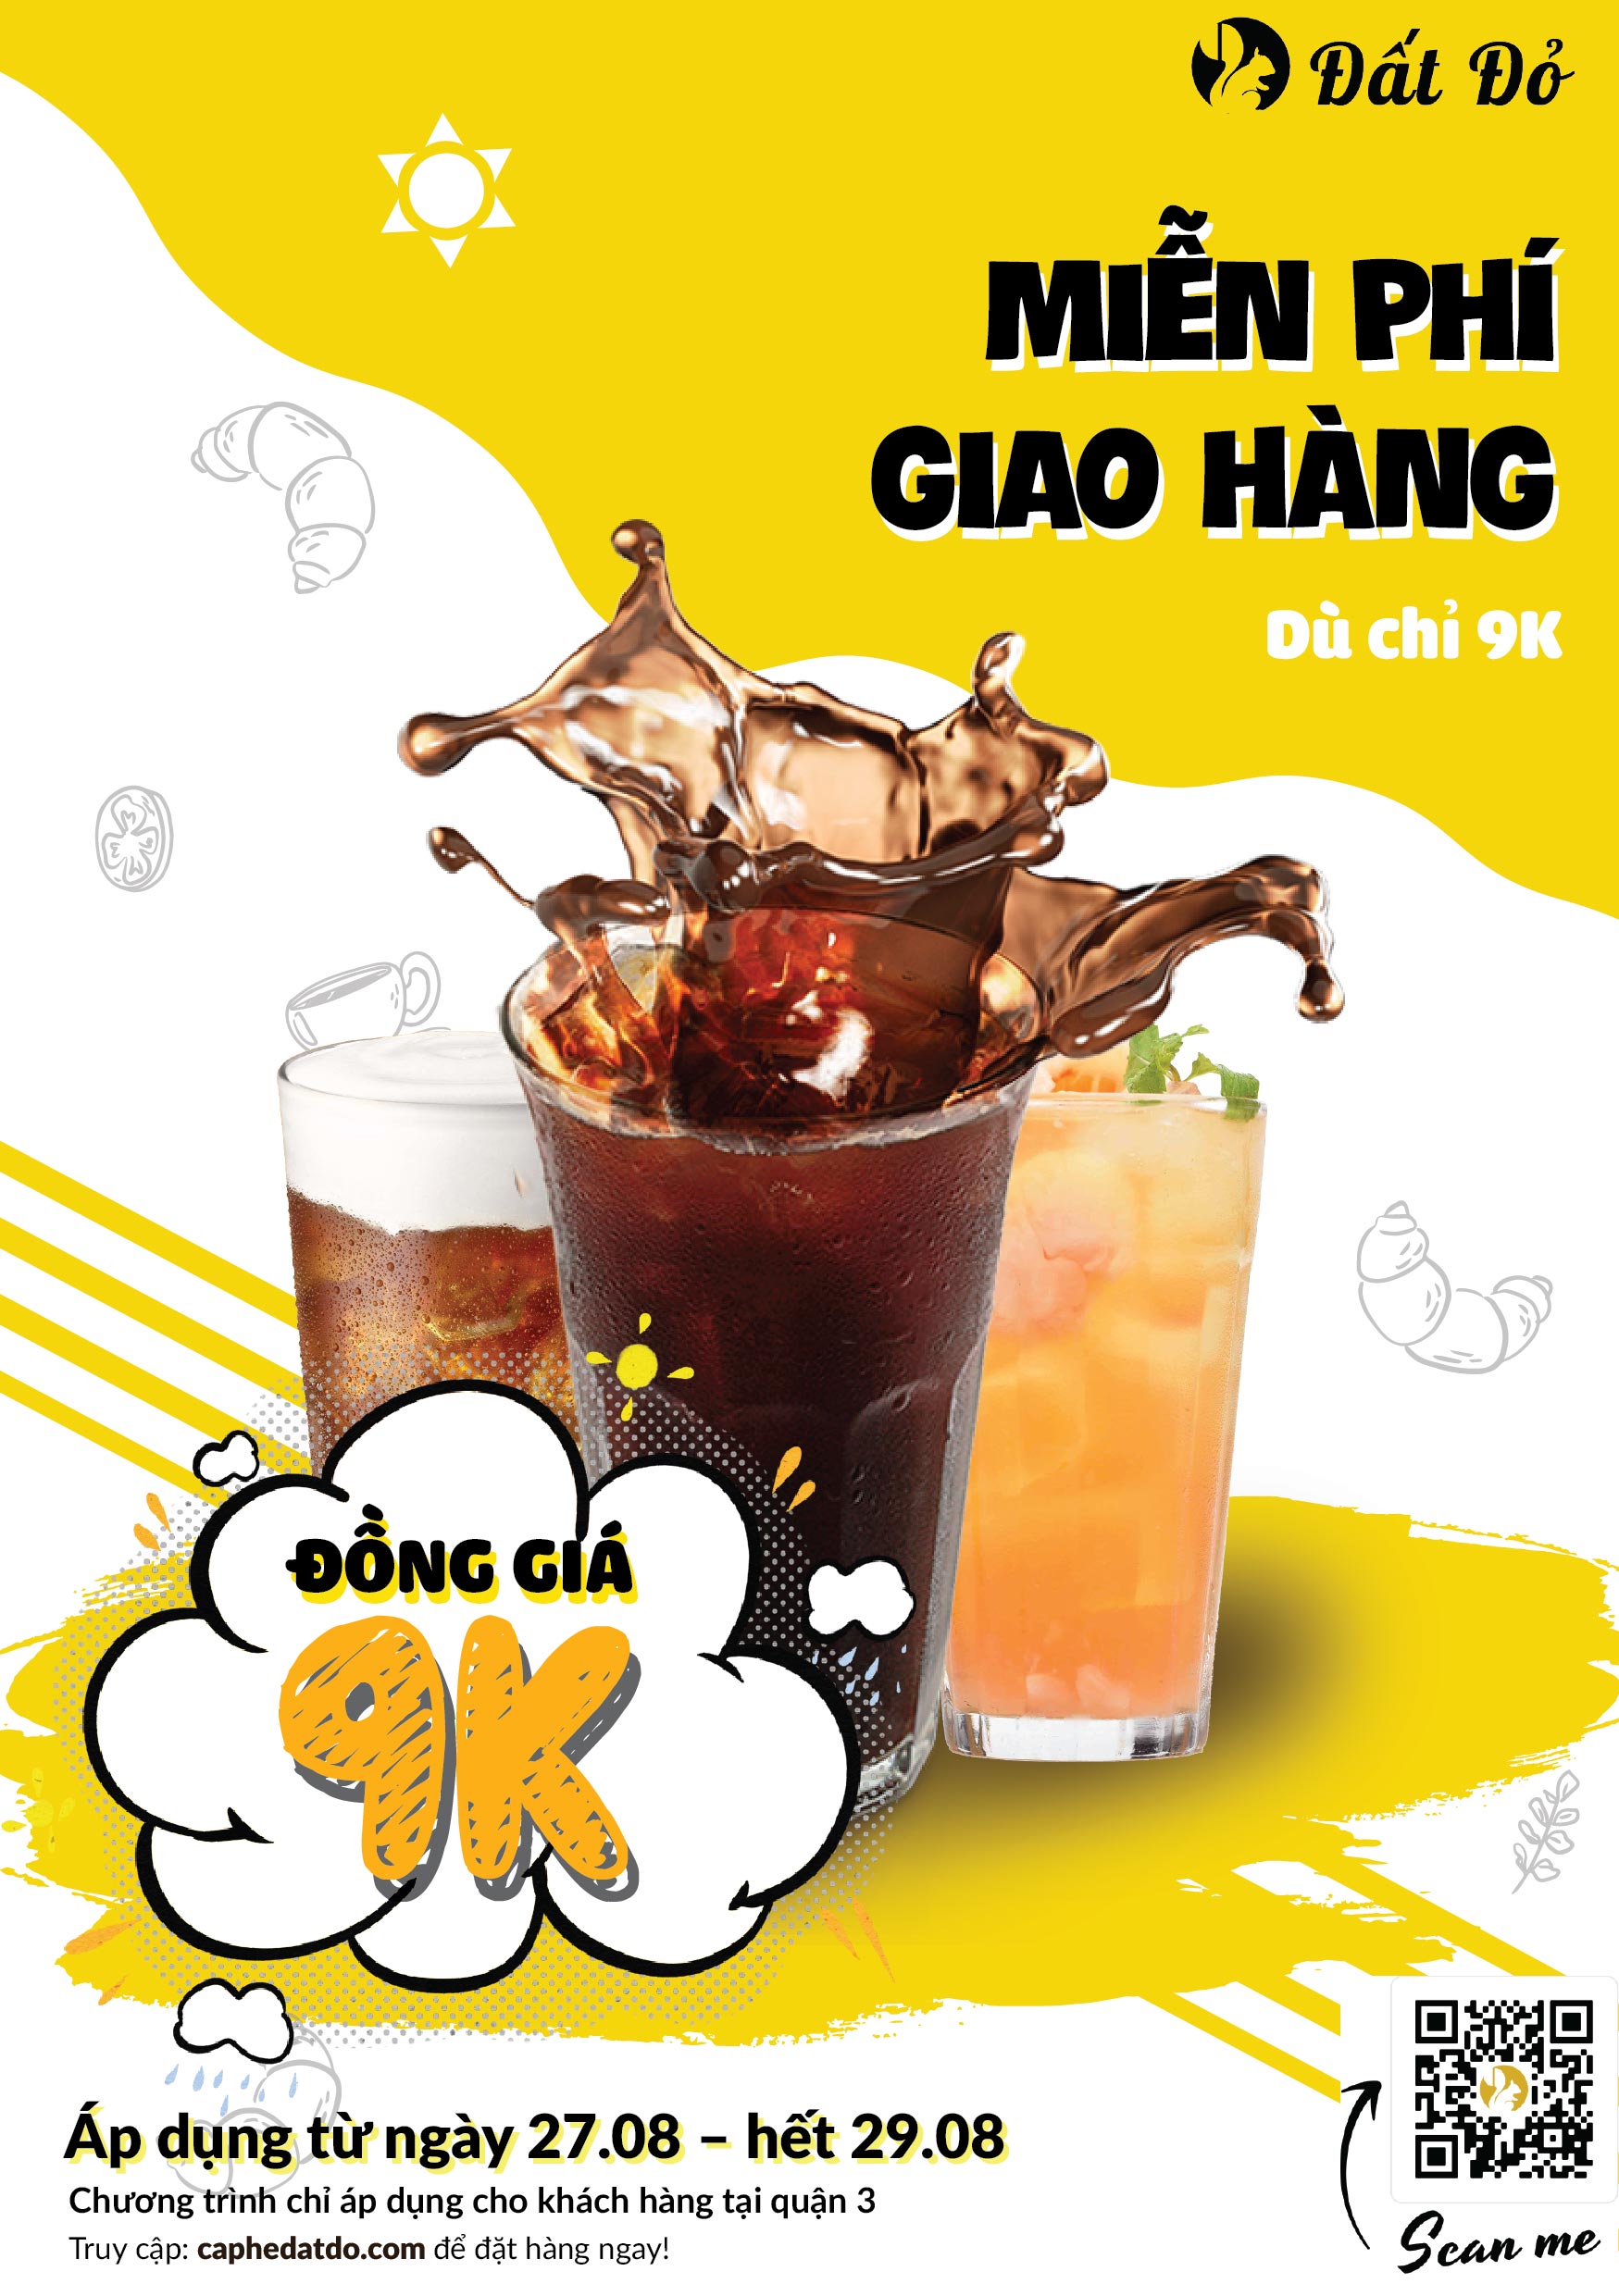 Đất Đỏ
MIỄN PHÍ
GIAO HÀNG
Dù chỉ 9K
ĐỒNG GIÁ
9K
Áp dụng từ ngày 27.08 – hết 29.08
Chương trình chỉ áp dụng cho khách hàng tại quận 3
Truy cập: caphedatdo.com để đặt hàng ngay!
Scan me